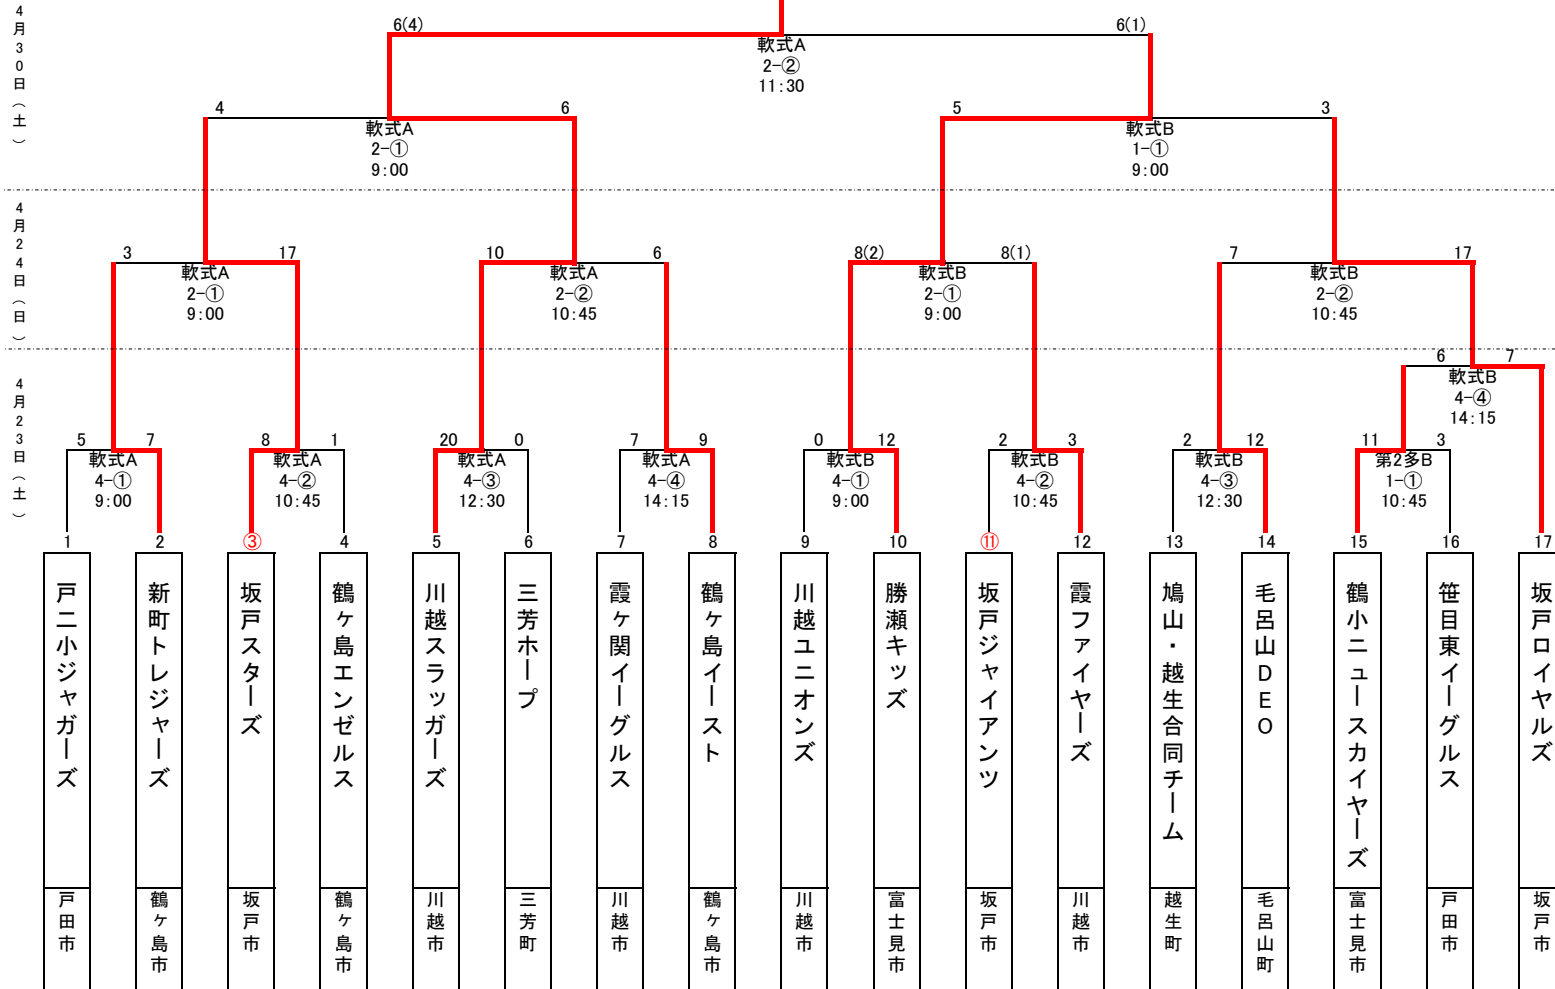 4月30日（土）
6(4)
6(1)
軟式A
2-②
11:30
4
6
5
3
軟式A
2-①
9:00
軟式B
1-①
9:00
4月24日（日）
3
17
10
6
8(2)
8(1)
7
17
軟式A
2-①
9:00
軟式A
2-②
10:45
軟式B
2-①
9:00
軟式B
2-②
10:45
4月23日（土）
6
7
軟式B
4-④
14:15
5
7
8
1
20
0
7
9
0
12
2
3
2
12
11
3
軟式A
4-①
9:00
軟式A
4-②
10:45
軟式A
4-③
12:30
軟式A
4-④
14:15
軟式B
4-①
9:00
軟式B
4-②
10:45
軟式B
4-③
12:30
第2多B
1-①
10:45
1
2
③
4
5
6
7
8
9
10
⑪
12
13
14
15
16
17
戸二小ジャガーズ
新町トレジャーズ
坂戸スターズ
鶴ヶ島エンゼルス
川越スラッガーズ
三芳ホープ
霞ヶ関イーグルス
鶴ヶ島イースト
川越ユニオンズ
勝瀬キッズ
坂戸ジャイアンツ
霞ファイヤーズ
鳩山・越生合同チーム
毛呂山DEO
鶴小ニュースカイヤーズ
笹目東イーグルス
坂戸ロイヤルズ
戸田市
鶴ヶ島市
坂戸市
鶴ヶ島市
川越市
三芳町
川越市
鶴ヶ島市
川越市
富士見市
坂戸市
川越市
越生町
毛呂山町
富士見市
戸田市
坂戸市